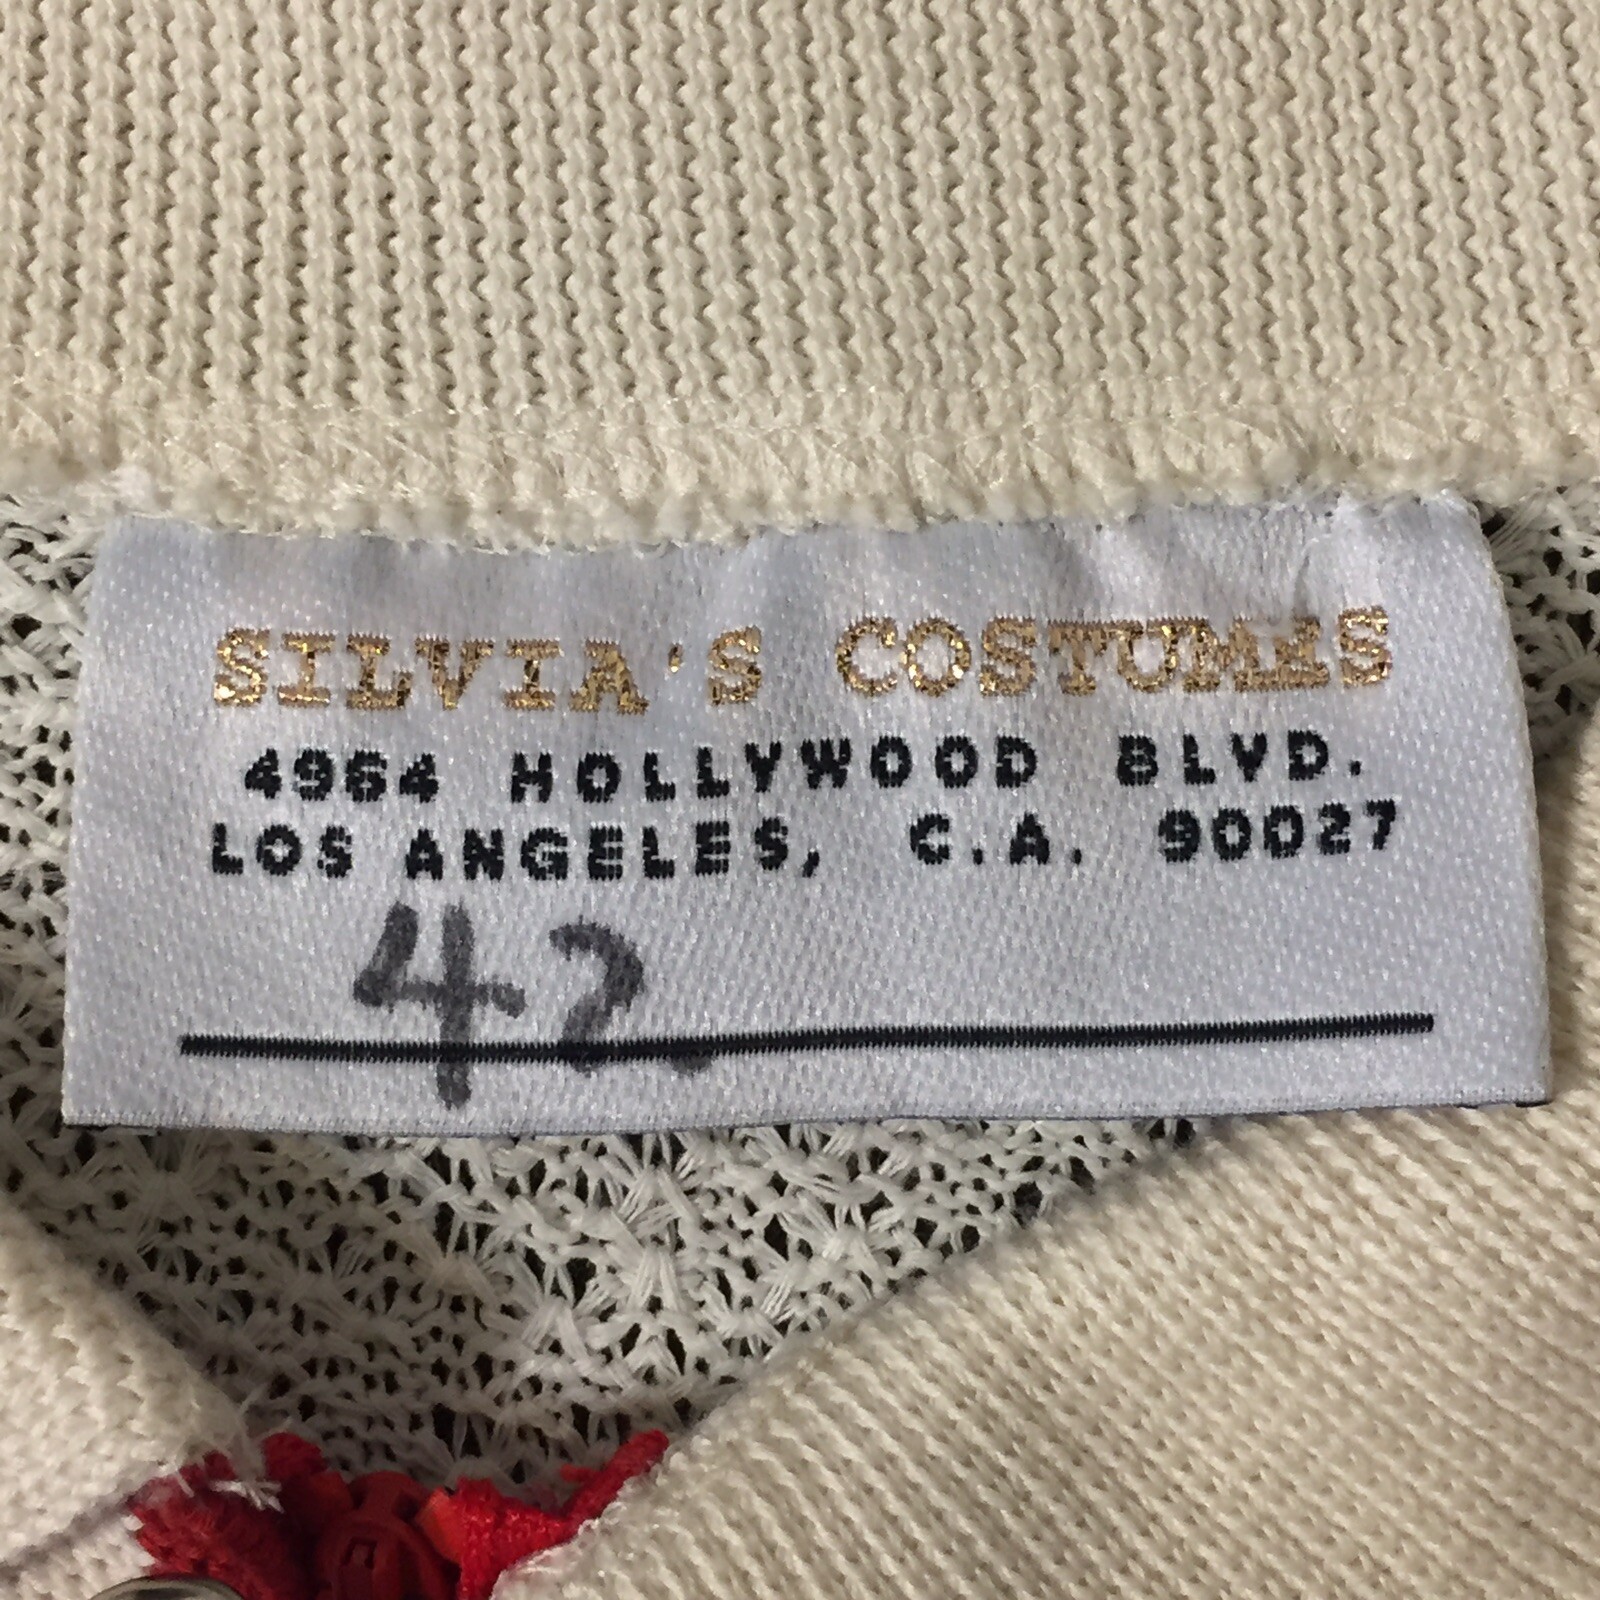 SILVIA'S COSTUMES
4964 HOLLYWOOD BLVD.
LOS ANGELES, C.A. 90027
42